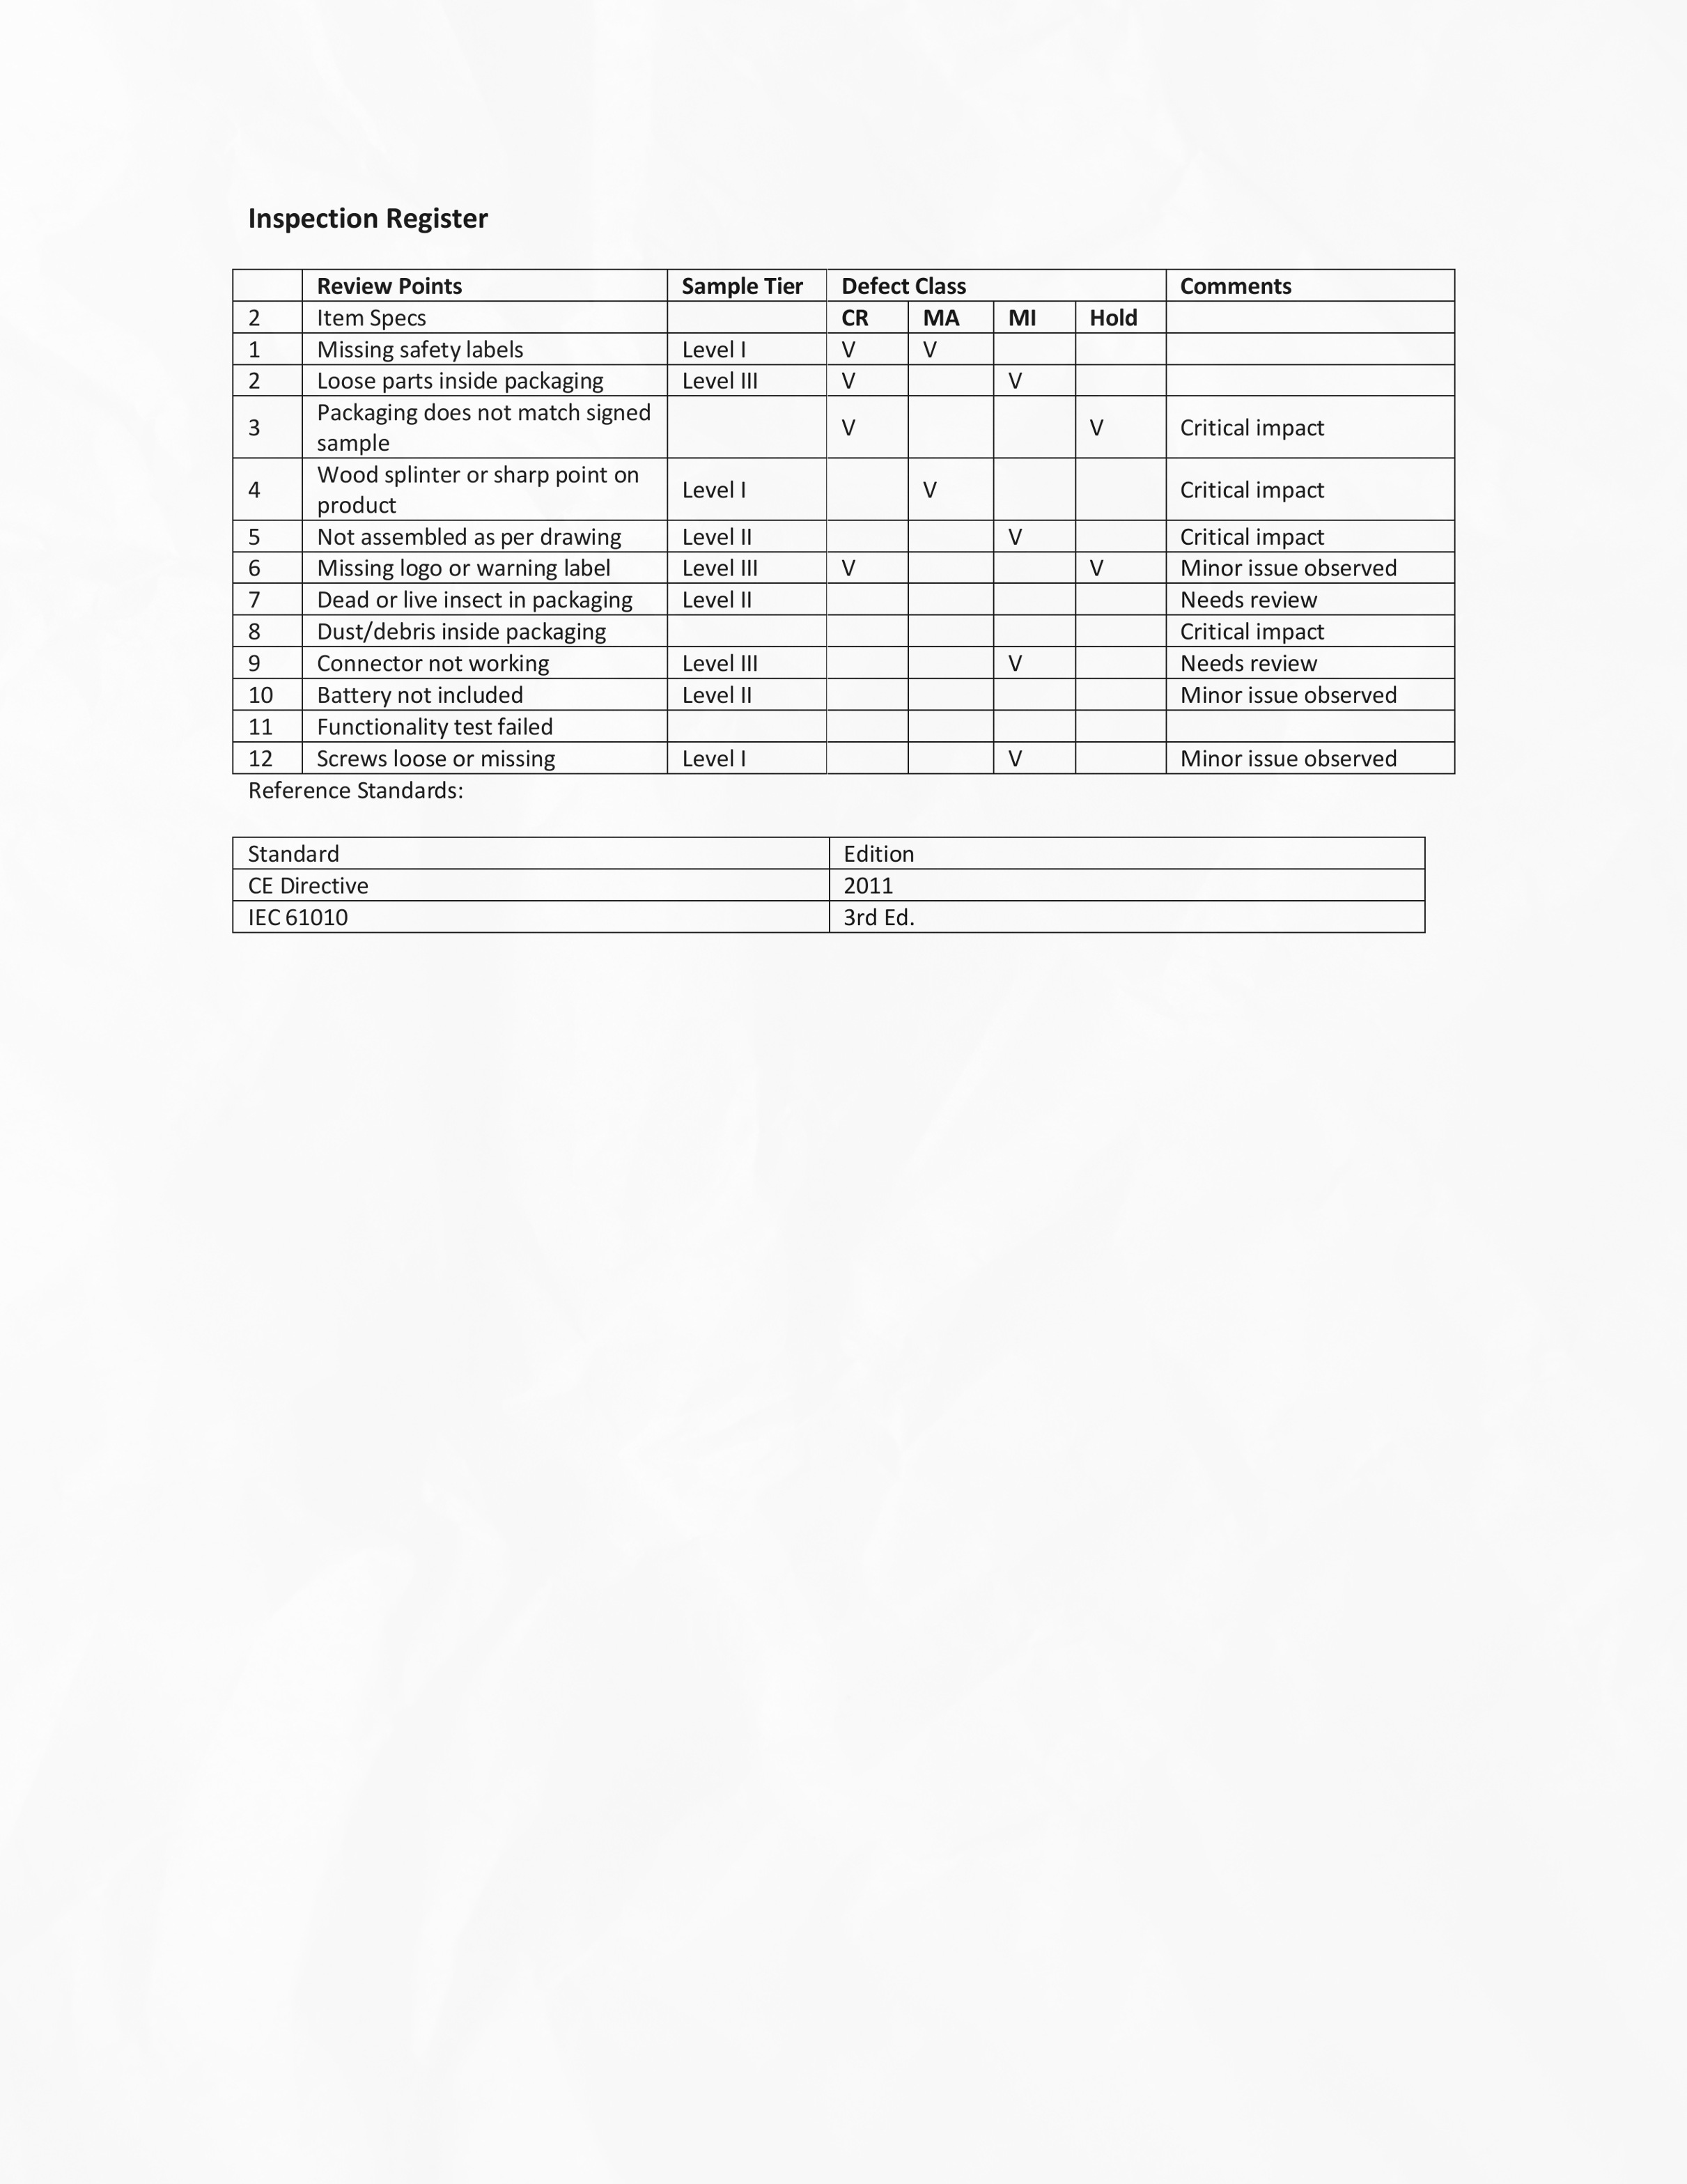 Inspection Register
Review Points Sample Tier Defect Class Comments
2 Item Specs CR MA MI Hold
1 Missing safety labels Level I V V
2 Loose parts inside packaging Level III V V
Packaging does not match signed
3 sample V V Critical impact
Wood splinter or sharp point on
4 product Level I V Critical impact
5 Not assembled as per drawing Level II V Critical impact
6 Missing logo or warning label Level III V V Minor issue observed
7 Dead or live insect in packaging Level II Needs review
8 Dust/debris inside packaging Critical impact
9 Connector not working Level III V Needs review
10 Battery not included Level II Minor issue observed
11 Functionality test failed
12 Screws loose or missing Level I V Minor issue observed
Reference Standards:
Standard Edition
CE Directive 2011
IEC 61010 3rd Ed.